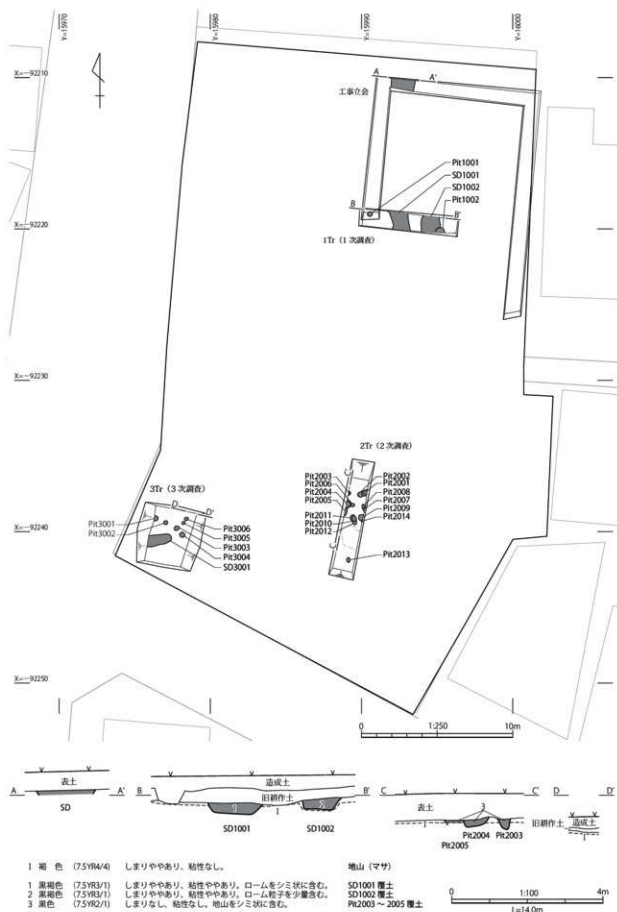 Y=15970
Y=15980
Y=15990
Y=16000
X=-92210
X=-92220
X=-92230
X=-92240
X=-92250
A
A'
工事立会
Pit1001
SD1001
SD1002
Pit1002
B
B'
1Tr(1次調査)
2Tr(2次調査)
Pit2003
Pit2006
Pit2004
Pit2005
Pit2011
Pit2010
Pit2012
C'
C
Pit2002
Pit2001
Pit2008
Pit2007
Pit2009
Pit2014
Pit2013
3Tr(3次調査)
D
D'
Pit3001
Pit3002
Pit3006
Pit3005
Pit3003
Pit3004
SD3001
0
1:250
10m
A
表土
A'
SD
B
造成土
B'
旧耕作土
1
2
I
SD1001
SD1002
C
C'
表土
3
旧耕作土
I
Pit2004
Pit2003
Pit2005
D
D'
造成土
I
I 褐 色 (7.5YR4/4) しまりややあり、粘性なし。 地山(マサ)
1 黒褐色 (7.5YR3/1) しまりややあり、粘性ややあり。ロームをシミ状に含む。 SD1001 覆土
2 黒褐色 (7.5YR3/1) しまりややあり、粘性ややあり。ローム粒子を少量含む。 SD1002 覆土
3 黒色 (7.5YR2/1) しまりなし、粘性なし。地山をシミ状に含む。 Pit2003 ~ 2005 覆土
0
1:100
4m
L=14.0m